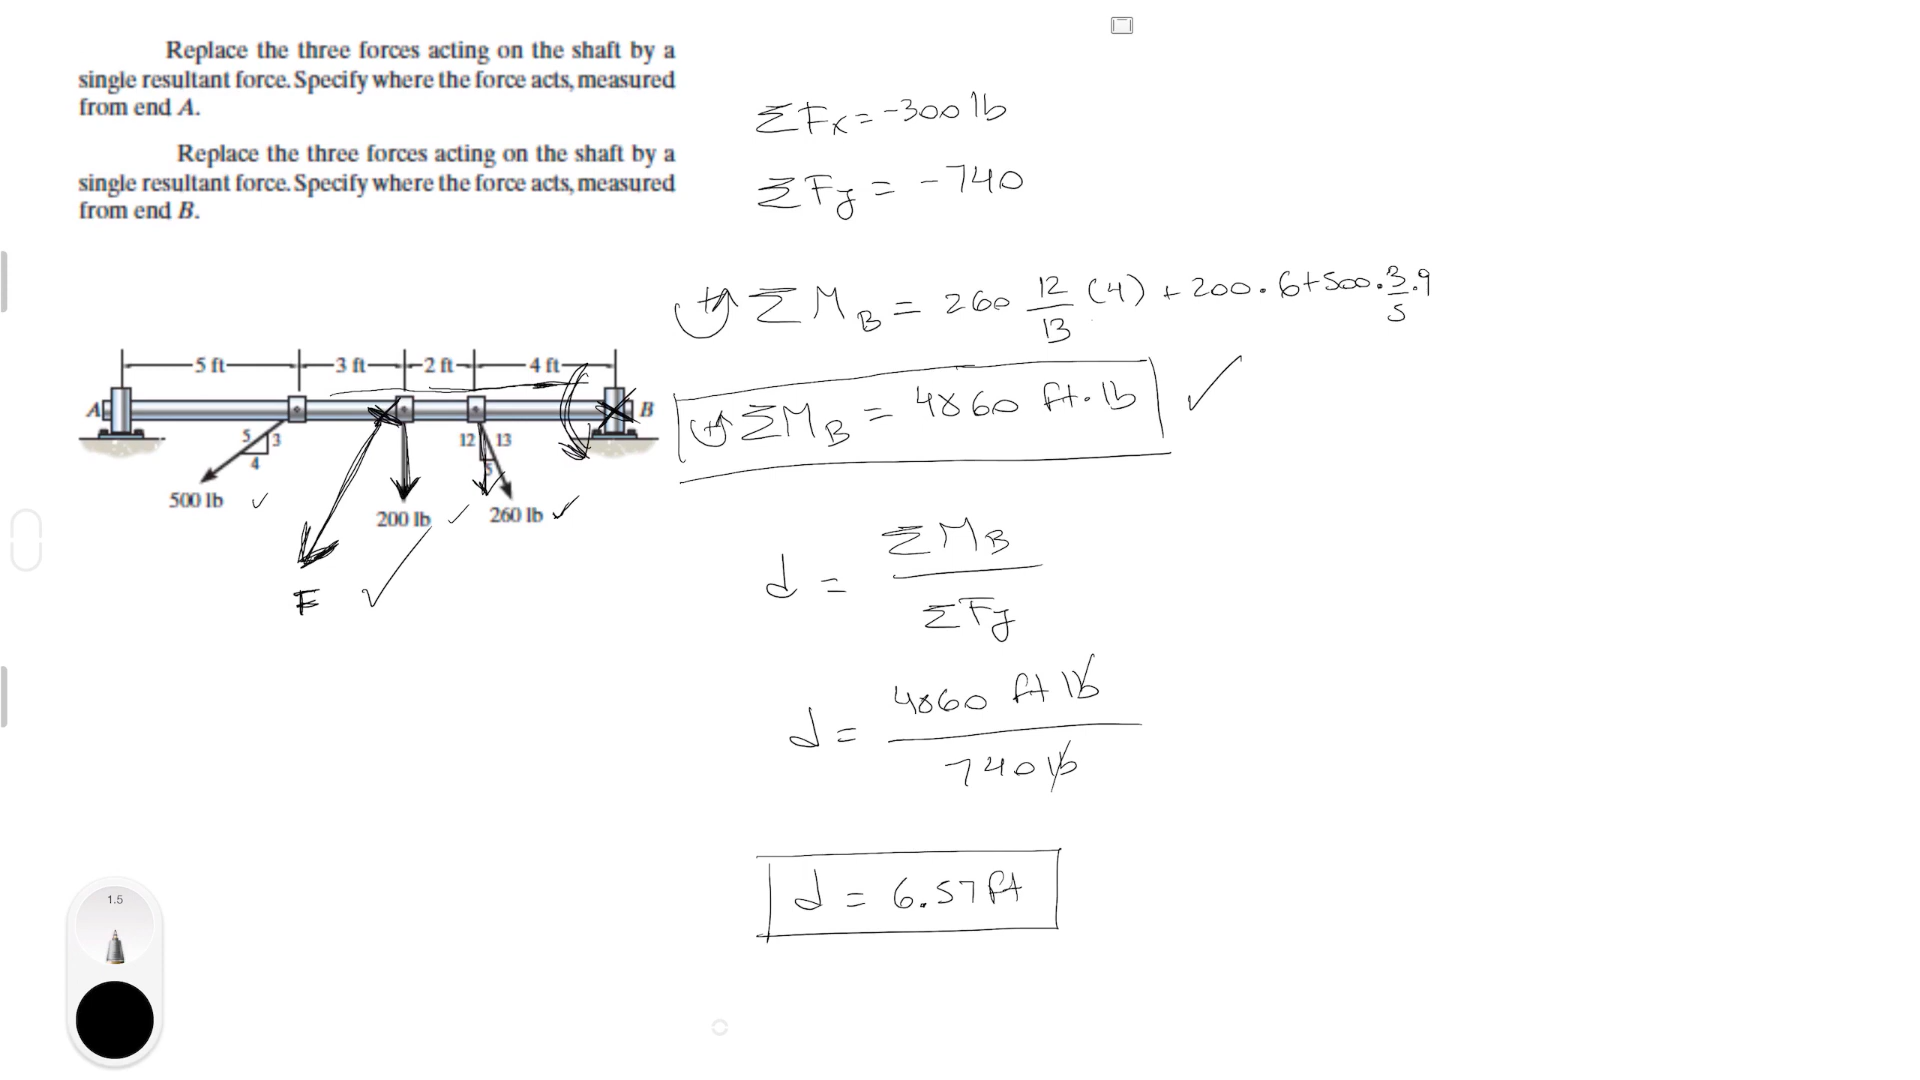 Replace the three forces acting on the shaft by a
single resultant force. Specify where the force acts, measured
from end A.
Replace the three forces acting on the shaft by a
single resultant force. Specify where the force acts, measured
from end B.
5 ft
3 ft
2 ft
4 ft
A
B
5
3
4
12
13
5
500 lb ✓
200 lb ✓
260 lb ✓
F ✓
ΣFx = -300 lb
ΣFy = -740
↺+ ΣM_B = 260 12/13 (4) + 200 · 6 + 500 · 3/5 · 9
↺+ ΣM_B = 4860 ft·lb ✓
d = ΣM_B / ΣFy
d = 4860 ft lb / 740 lb
d = 6.57 ft
1.5